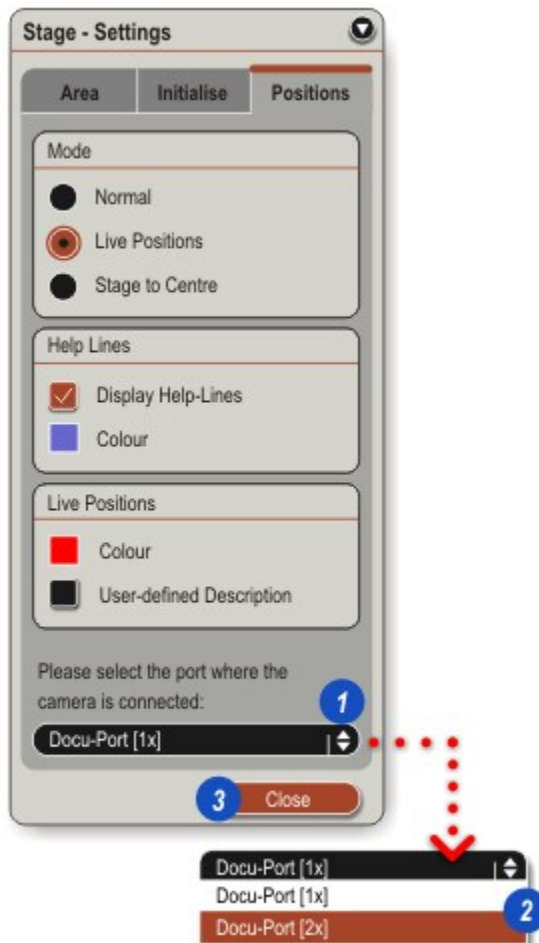 Stage - Settings
Area Initialise Positions
Mode
Normal
Live Positions
Stage to Centre
Help Lines
Display Help-Lines
Colour
Live Positions
Colour
User-defined Description
Please select the port where the
camera is connected:
1
Docu-Port [1x]
3 Close
Docu-Port [1x]
Docu-Port [1x]
2
Docu-Port [2x]